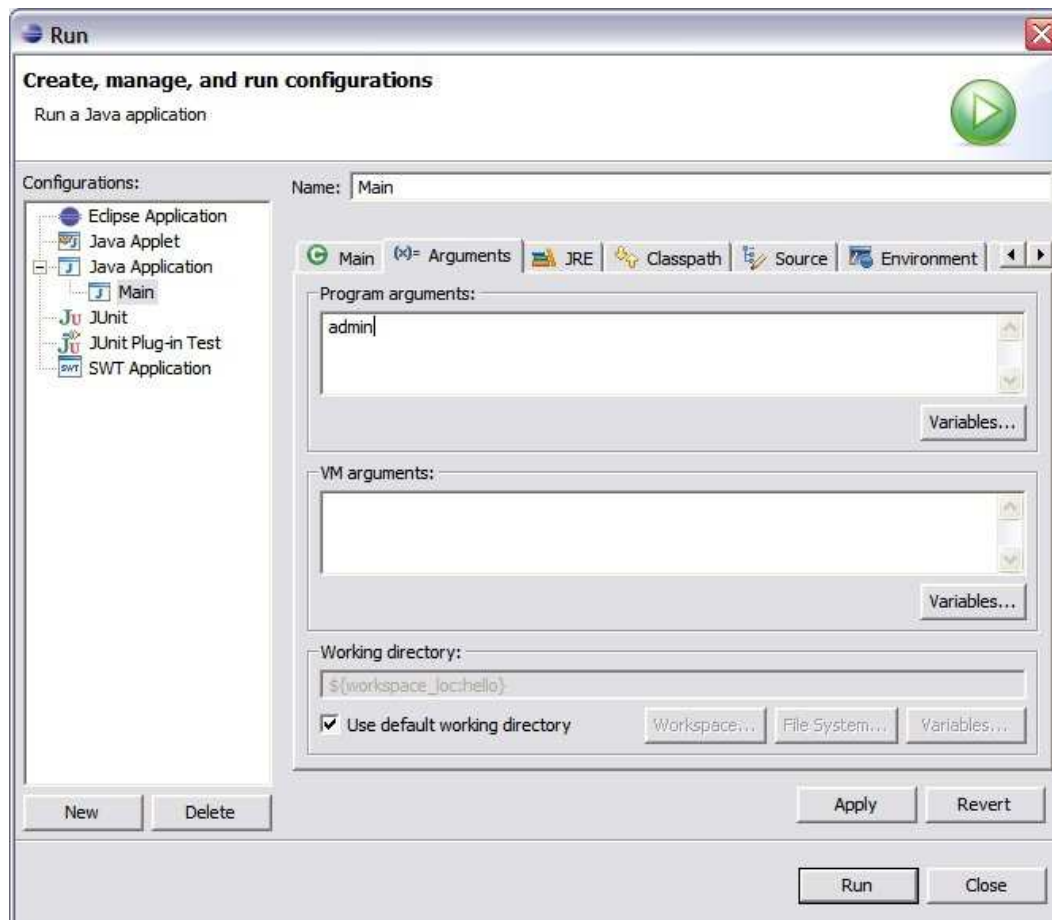 Run
Create, manage, and run configurations
Run a Java application
Configurations:
Eclipse Application
Java Applet
Java Application
Main
JUnit
JUnit Plug-in Test
SWT Application
New
Delete
Name: Main
Main
(x)= Arguments
JRE
Classpath
Source
Environment
Program arguments:
admin
Variables...
VM arguments:
Variables...
Working directory:
${workspace_loc:hello}
Use default working directory
Workspace...
File System...
Variables...
Apply
Revert
Run
Close